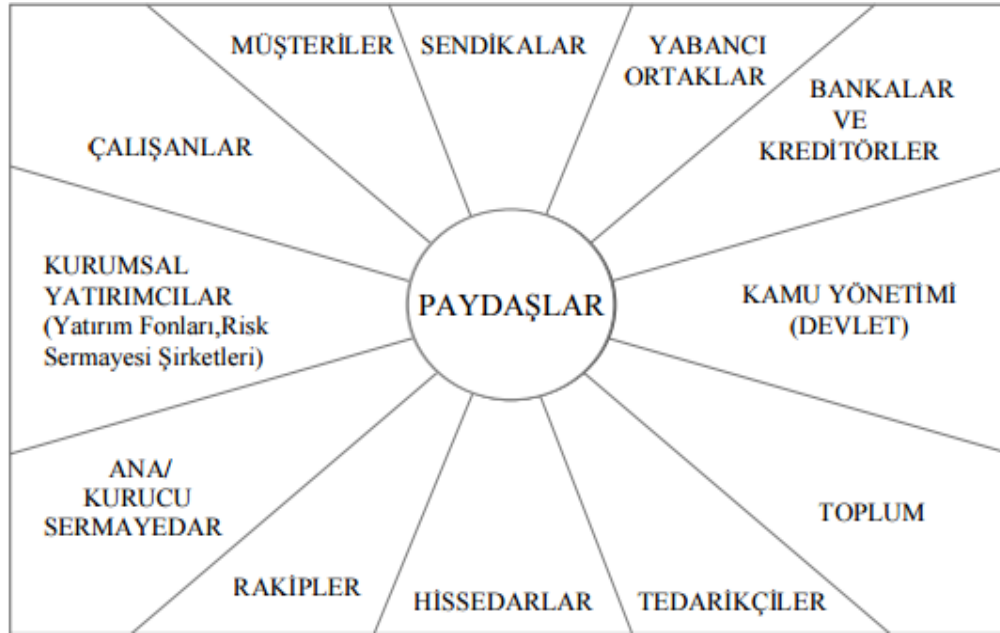 MÜŞTERİLER
SENDİKALAR
YABANCI
ORTAKLAR
BANKALAR
VE
KREDİTÖRLER
ÇALIŞANLAR
KURUMSAL
YATIRIMCILAR
(Yatırım Fonları,Risk
Sermayesi Şirketleri)
PAYDAŞLAR
KAMU YÖNETİMİ
(DEVLET)
ANA/
KURUCU
SERMAYEDAR
TOPLUM
RAKİPLER
HİSSEDARLAR
TEDARİKÇİLER